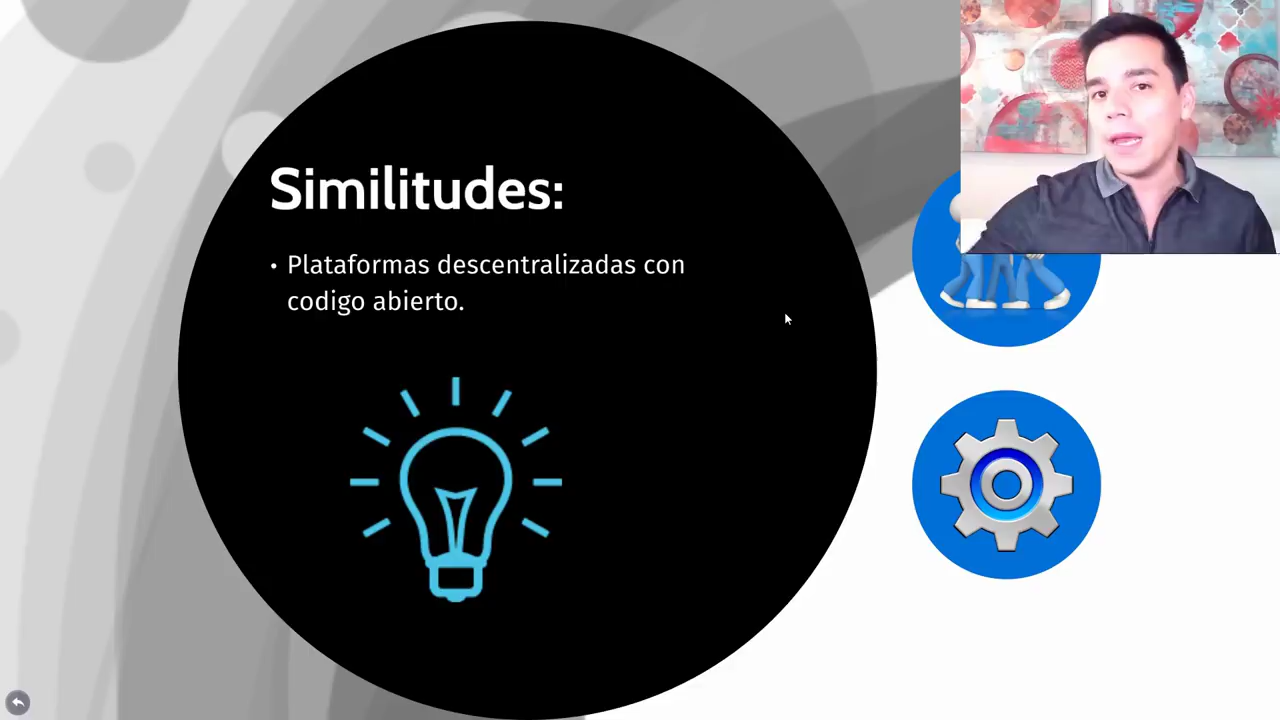 Similitudes:
• Plataformas descentralizadas con
codigo abierto.